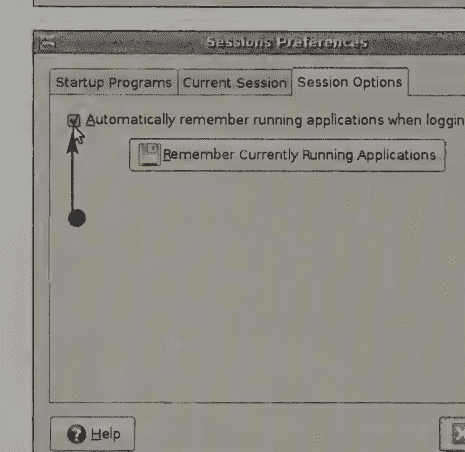 Sessions Preferences
Startup Programs Current Session Session Options
Automatically remember running applications when loggin
Remember Currently Running Applications
Help